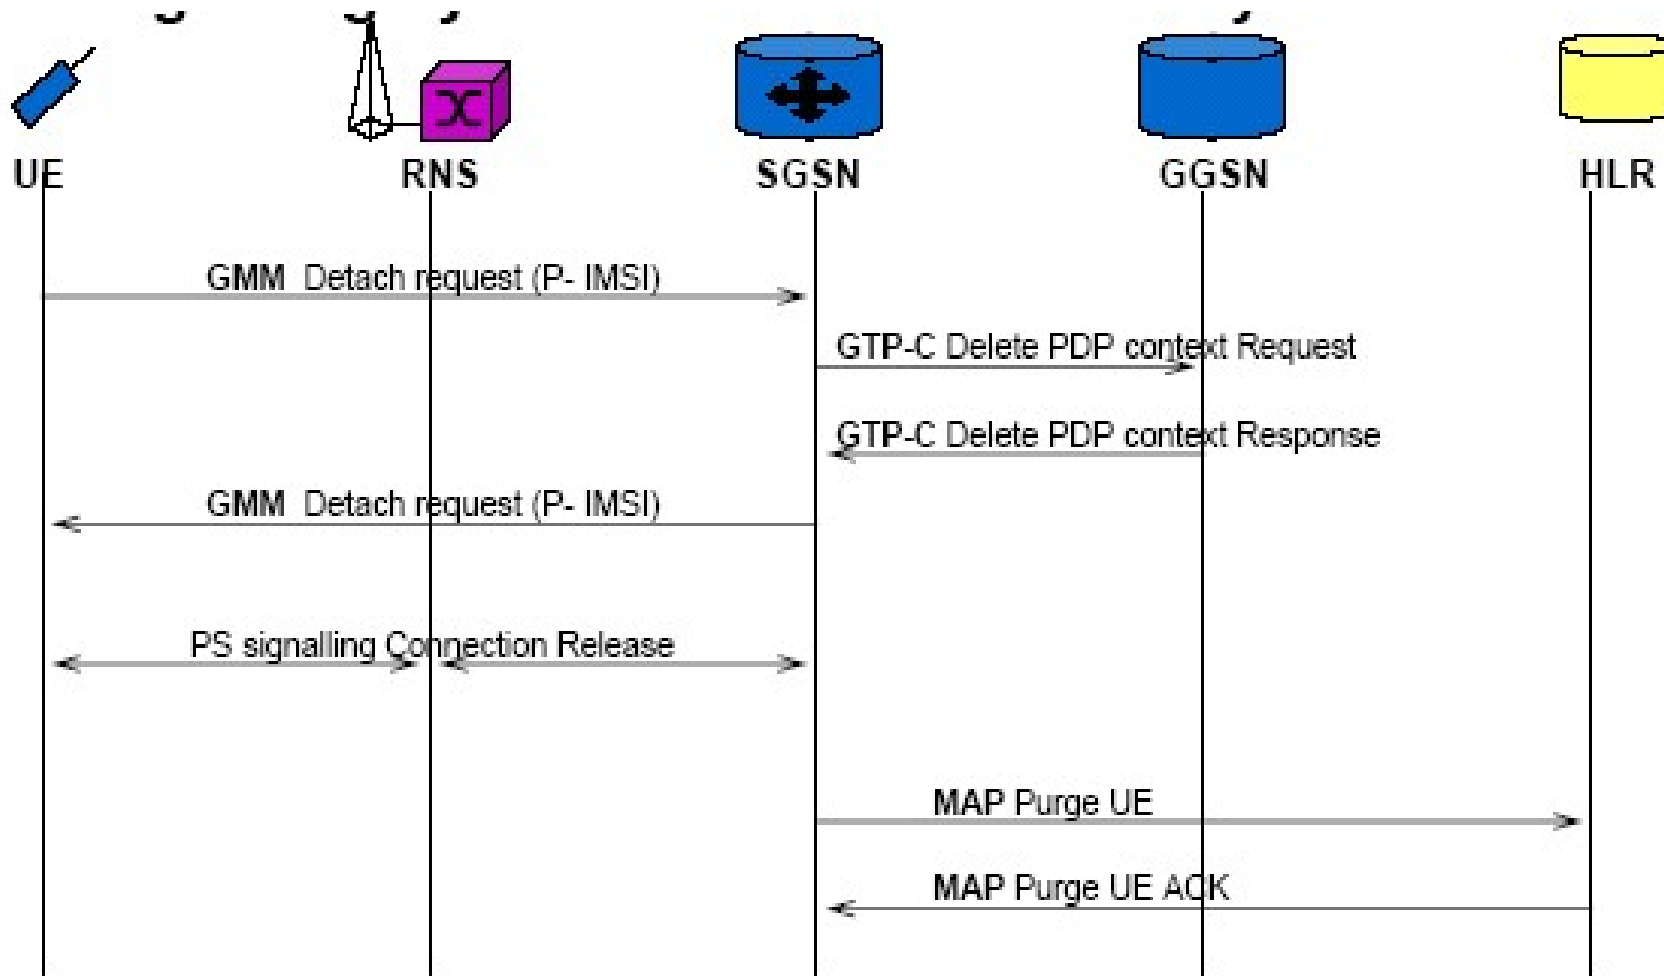 UE RNS SGSN GGSN HLR
GMM Detach request (P- IMSI)
GTP-C Delete PDP context Request
GTP-C Delete PDP context Response
GMM Detach request (P- IMSI)
PS signalling Connection Release
MAP Purge UE
MAP Purge UE ACK